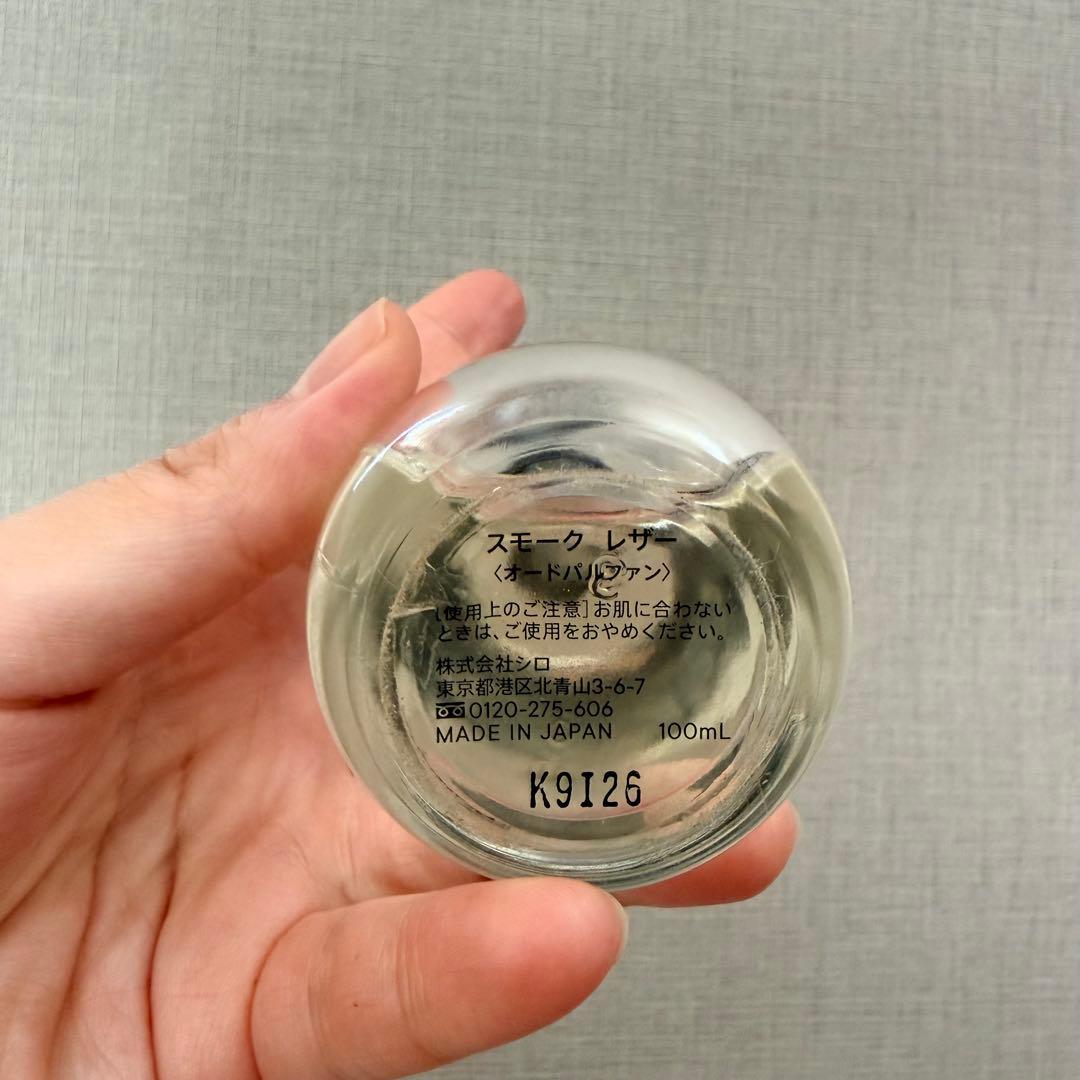 スモーク レザー
〈オードパルファン〉
[使用上のご注意]お肌に合わない
ときは、ご使用をおやめください。
株式会社シロ
東京都港区北青山3-6-7
0120-275-606
MADE IN JAPAN 100mL
K9I26